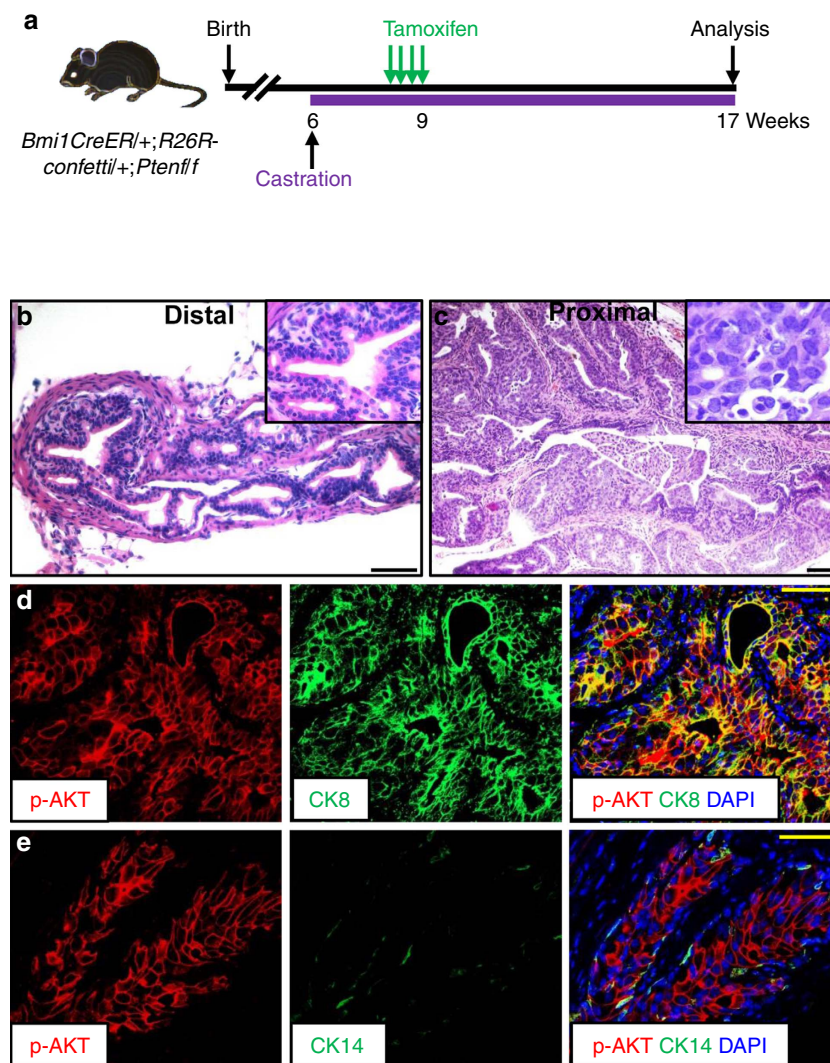 a
Birth
Tamoxifen
Analysis
6
9
17 Weeks
Castration
Bmi1CreER/+;R26R-
confetti/+;Ptenf/f
b
Distal
c
Proximal
d
p-AKT
CK8
p-AKT CK8 DAPI
e
p-AKT
CK14
p-AKT CK14 DAPI